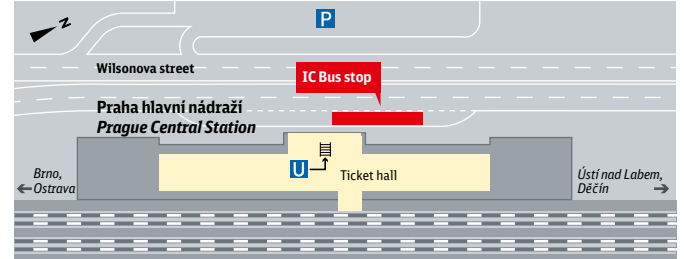 N
P
Wilsonova street
IC Bus stop
Praha hlavní nádraží
Prague Central Station
U
Ticket hall
Brno,
Ostrava
Ústí nad Labem,
Děčín